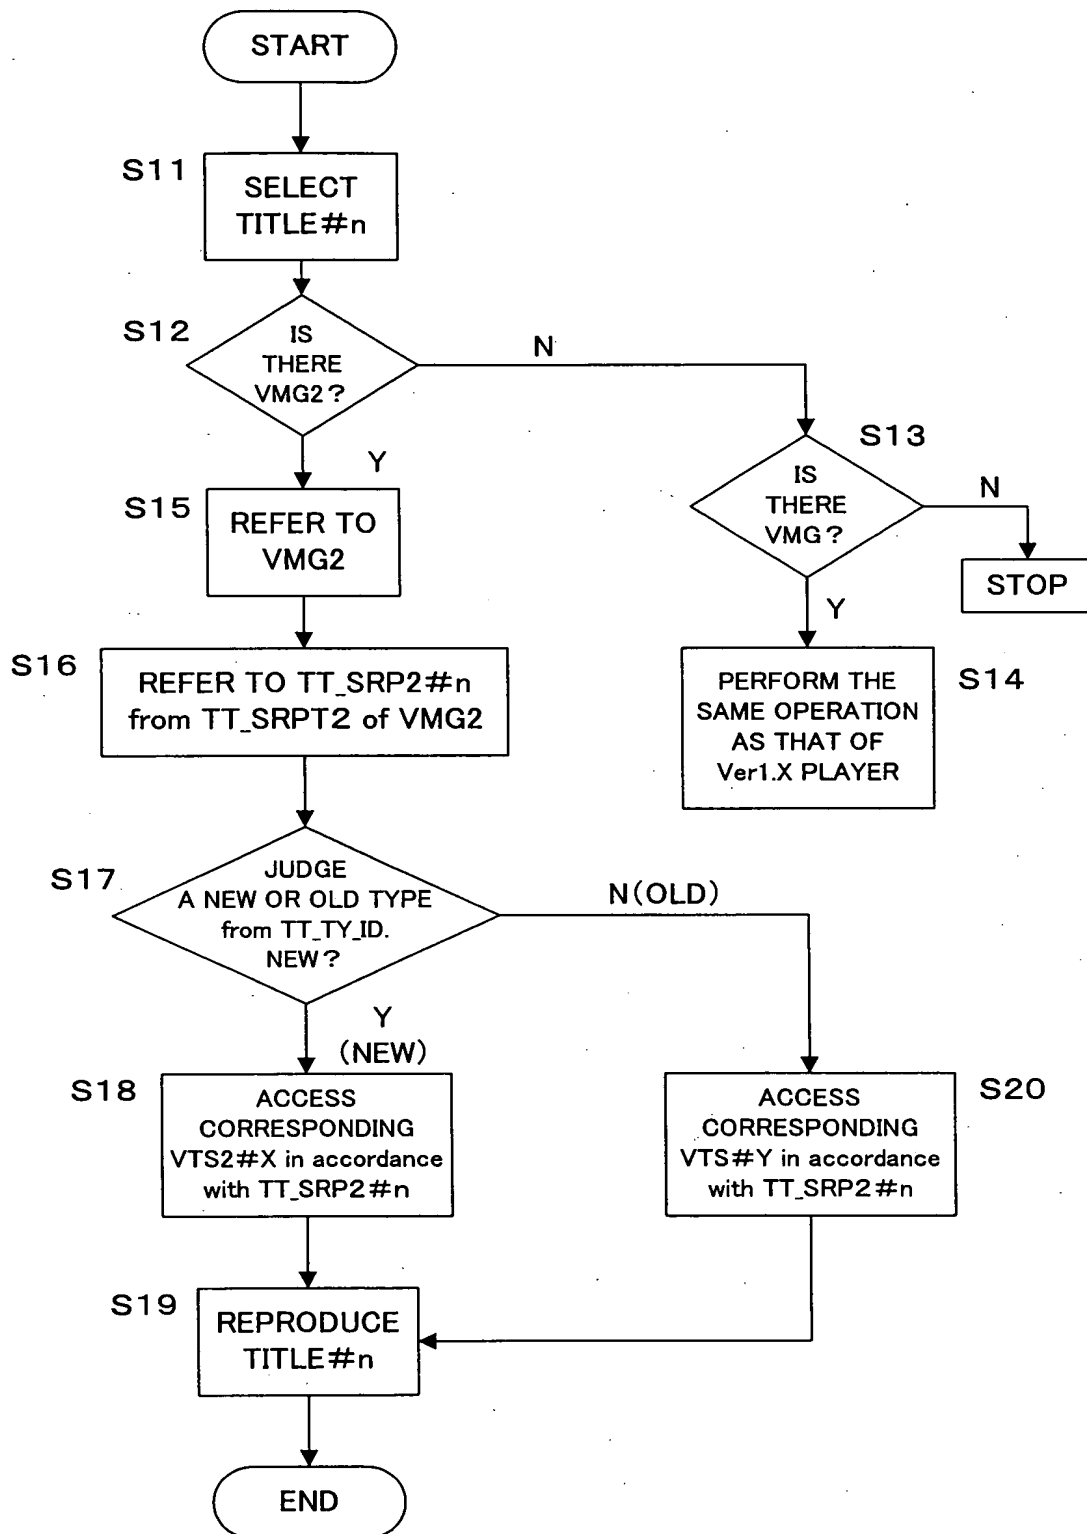 START
S11
SELECT
TITLE#n
S12
IS
THERE
VMG2?
N
Y
S13
IS
THERE
VMG?
N
STOP
Y
S15
REFER TO
VMG2
S14
PERFORM THE
SAME OPERATION
AS THAT OF
Ver1.X PLAYER
S16
REFER TO TT_SRP2#n
from TT_SRPT2 of VMG2
S17
JUDGE
A NEW OR OLD TYPE
from TT_TY_ID.
NEW?
N(OLD)
Y
(NEW)
S18
ACCESS
CORRESPONDING
VTS2#X in accordance
with TT_SRP2#n
S20
ACCESS
CORRESPONDING
VTS#Y in accordance
with TT_SRP2#n
S19
REPRODUCE
TITLE#n
END